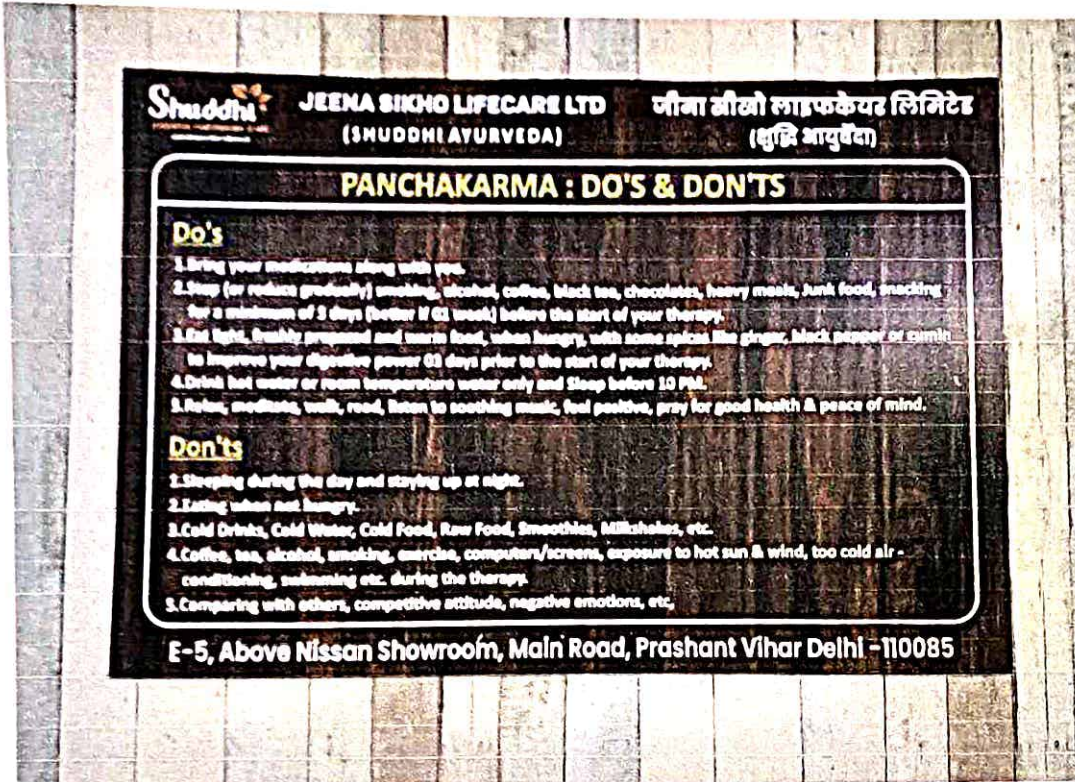 Shuddhi
JEENA SIKHO LIFECARE LTD
(SHUDDHI AYURVEDA)
जीना सीखो लाइफकेयर लिमिटेड
(शुद्धि आयुर्वेदा)
PANCHAKARMA : DO'S & DON'TS
Do's
1.Bring your medications along with you.
2.Stop (or reduce gradually) smoking, alcohol, coffee, black tea, chocolates, heavy meals, Junk food, snacking
for a minimum of 3 days (better if 01 week) before the start of your therapy.
3.Eat light, freshly prepared and warm food, when hungry, with some spices like ginger, black pepper or cumin
to improve your digestive power 03 days prior to the start of your therapy.
4.Drink hot water or room temperature water only and Sleep before 10 PM.
5.Relax, meditate, walk, read, listen to soothing music, feel positive, pray for good health & peace of mind.
Don'ts
1.Sleeping during the day and staying up at night.
2.Eating when not hungry.
3.Cold Drinks, Cold Water, Cold Food, Raw Food, Smoothies, Milkshakes, etc.
4.Coffee, tea, alcohol, smoking, exercise, computers/screens, exposure to hot sun & wind, too cold air -
conditioning, swimming etc. during the therapy.
5.Comparing with others, competitive attitude, negative emotions, etc,
E-5, Above Nissan Showroom, Main Road, Prashant Vihar Delhi -110085